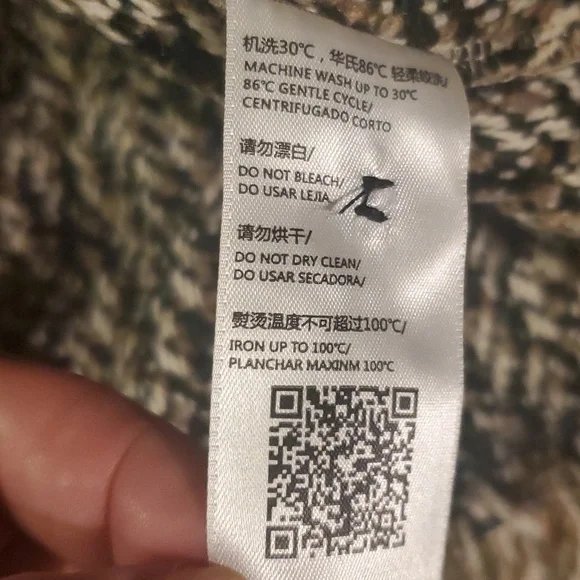 机洗30℃，华氏86℃ 轻柔
MACHINE WASH UP TO 30℃
86℃ GENTLE CYCLE/
CENTRIFUGADO CORTO
请勿漂白/
DO NOT BLEACH/
DO USAR LEJIA
请勿烘干/
DO NOT DRY CLEAN/
DO USAR SECADORA/
熨烫温度不可超过100℃/
IRON UP TO 100℃/
PLANCHAR MAXINM 100℃